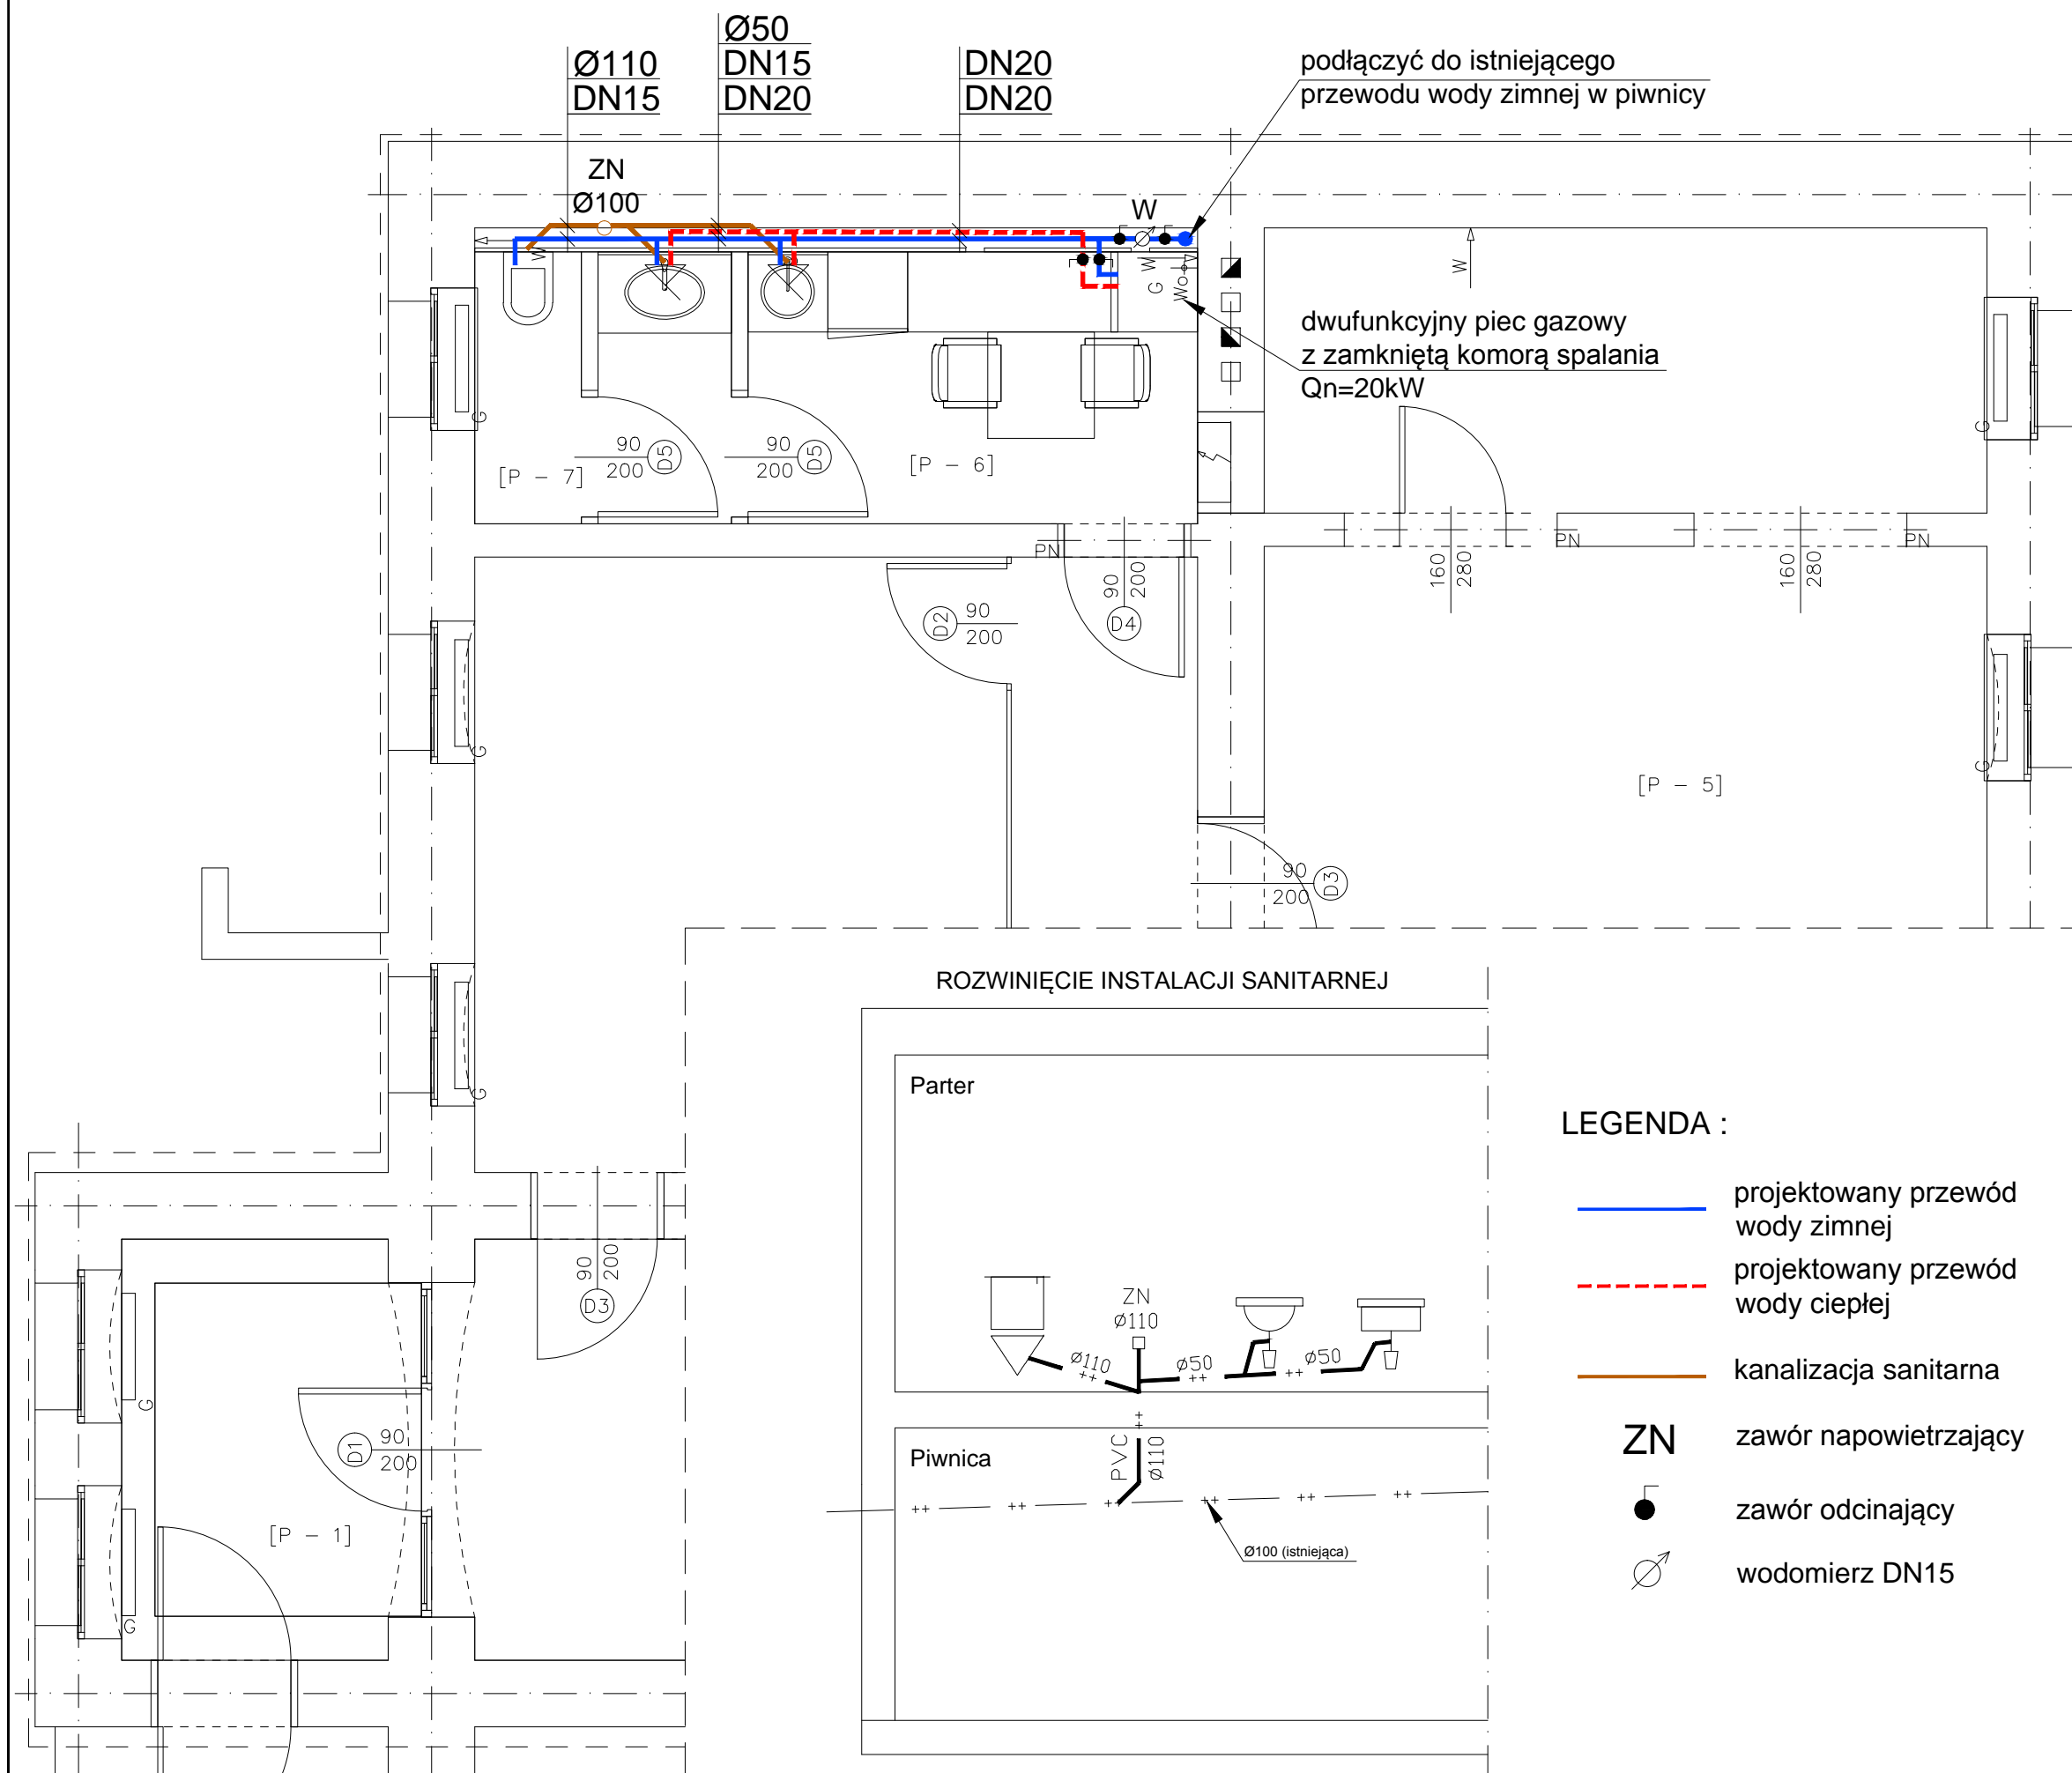 Ø50
Ø110
DN15
DN20
podłączyć do istniejącego
DN15
DN20
DN20
przewodu wody zimnej w piwnicy
ZN
Ø100
W
W
W
G
Wo
W
dwufunkcyjny piec gazowy
z zamkniętą komorą spalania
Qn=20kW
G
G
90
200
D5
90
200
D5
[P - 7]
[P - 6]
PN
PN
PN
160
280
160
280
90
200
D4
D2
90
200
G
G
[P - 5]
90
200
D3
ROZWINIĘCIE INSTALACJI SANITARNEJ
G
Parter
LEGENDA :
projektowany przewód
wody zimnej
projektowany przewód
wody ciepłej
kanalizacja sanitarna
ZN
zawór napowietrzający
zawór odcinający
wodomierz DN15
90
200
D3
ZN
ø110
ø110
ø50
ø50
G
D1
90
200
Piwnica
PVC
ø110
[P - 1]
Ø100 (istniejąca)
G